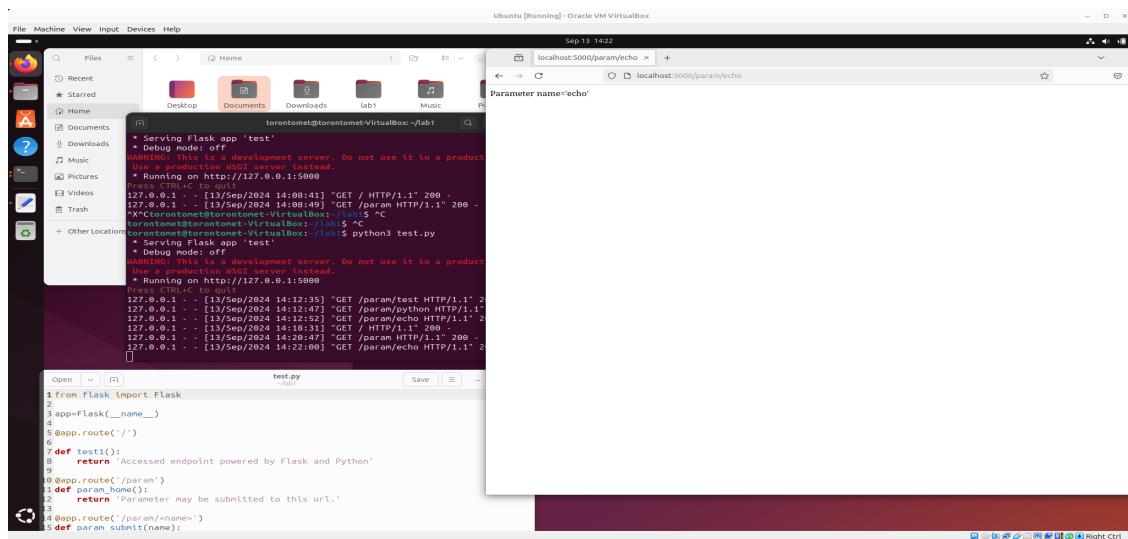 Ubuntu [Running] - Oracle VM VirtualBox
File Machine View Input Devices Help
Sep 13 14:22
Files
Home
Recent
Starred
Home
Documents
Downloads
Music
Pictures
Videos
Trash
+ Other Locations
Desktop
Documents
Downloads
lab1
Music
torontomet@torontomet-VirtualBox: ~/lab1
* Serving Flask app 'test'
* Debug mode: off
WARNING: This is a development server. Do not use it in a product
Use a production WSGI server instead.
* Running on http://127.0.0.1:5000
Press CTRL+C to quit
127.0.0.1 - - [13/Sep/2024 14:08:41] "GET / HTTP/1.1" 200 -
127.0.0.1 - - [13/Sep/2024 14:08:49] "GET /param HTTP/1.1" 200 -
^X^Ctorontomet@torontomet-VirtualBox:~/lab1$ ^C
torontomet@torontomet-VirtualBox:~/lab1$ python3 test.py
* Serving Flask app 'test'
* Debug mode: off
WARNING: This is a development server. Do not use it in a product
Use a production WSGI server instead.
* Running on http://127.0.0.1:5000
Press CTRL+C to quit
127.0.0.1 - - [13/Sep/2024 14:12:35] "GET /param/test HTTP/1.1" 2
127.0.0.1 - - [13/Sep/2024 14:12:47] "GET /param/python HTTP/1.1"
127.0.0.1 - - [13/Sep/2024 14:12:52] "GET /param/echo HTTP/1.1" 2
127.0.0.1 - - [13/Sep/2024 14:18:31] "GET / HTTP/1.1" 200 -
127.0.0.1 - - [13/Sep/2024 14:20:47] "GET /param HTTP/1.1" 200 -
127.0.0.1 - - [13/Sep/2024 14:22:00] "GET /param/echo HTTP/1.1" 2
localhost:5000/param/echo
localhost:5000/param/echo
Parameter name='echo'
Open
test.py
~/lab1
Save
1 from flask import Flask
2
3 app=Flask(__name__)
4
5 @app.route('/')
6
7 def test1():
8 return 'Accessed endpoint powered by Flask and Python'
9
0 @app.route('/param')
1 def param_home():
2 return 'Parameter may be submitted to this url.'
3
4 @app.route('/param/<name>')
5 def param_submit(name):
Right Ctrl